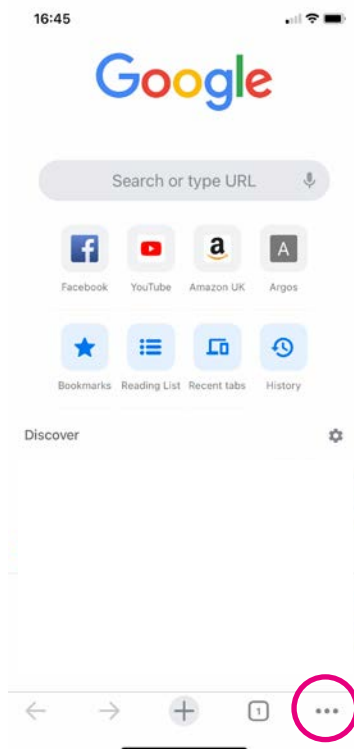 16:45
Google
Search or type URL
f a A
Facebook YouTube Amazon UK Argos
Bookmarks Reading List Recent tabs History
Discover
1